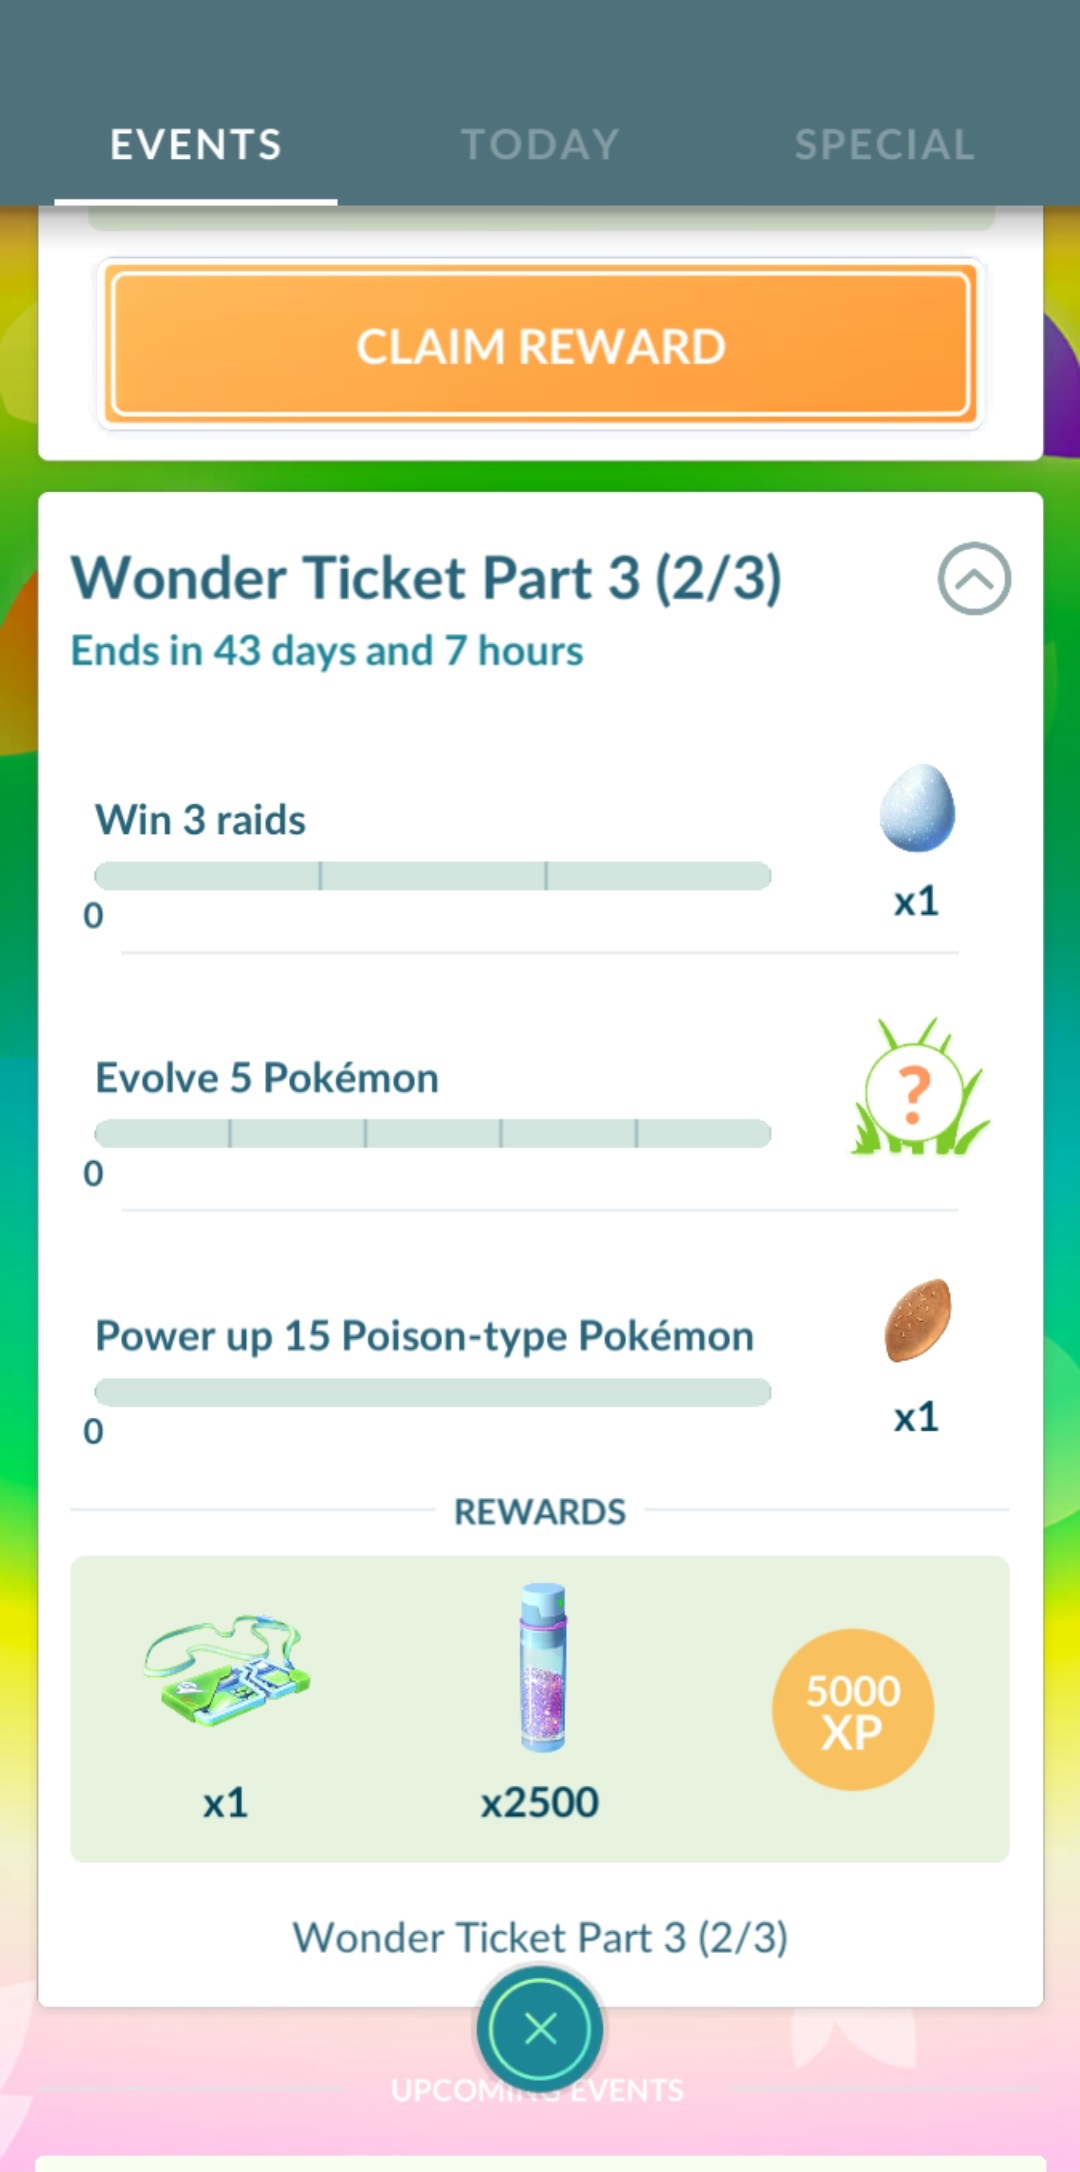 EVENTS
TODAY
SPECIAL
CLAIM REWARD
Wonder Ticket Part 3 (2/3)
Ends in 43 days and 7 hours
Win 3 raids
0
x1
Evolve 5 Pokémon
0
?
Power up 15 Poison-type Pokémon
0
x1
REWARDS
5000
XP
x1
x2500
Wonder Ticket Part 3 (2/3)
UPCOMING EVENTS